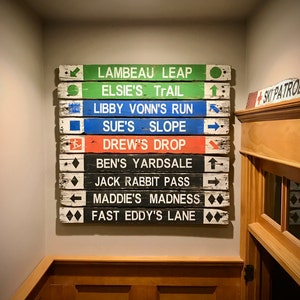 LAMBEAU LEAP
ELSIE'S TrAIL
LIBBY VONN'S RUN
SUE'S SLOPE
DREW'S DROP
BEN'S YARDSALE
JACK RABBIT PASS
MADDIE'S MADNESS
FAST EDDY'S LANE
SKI PATROL